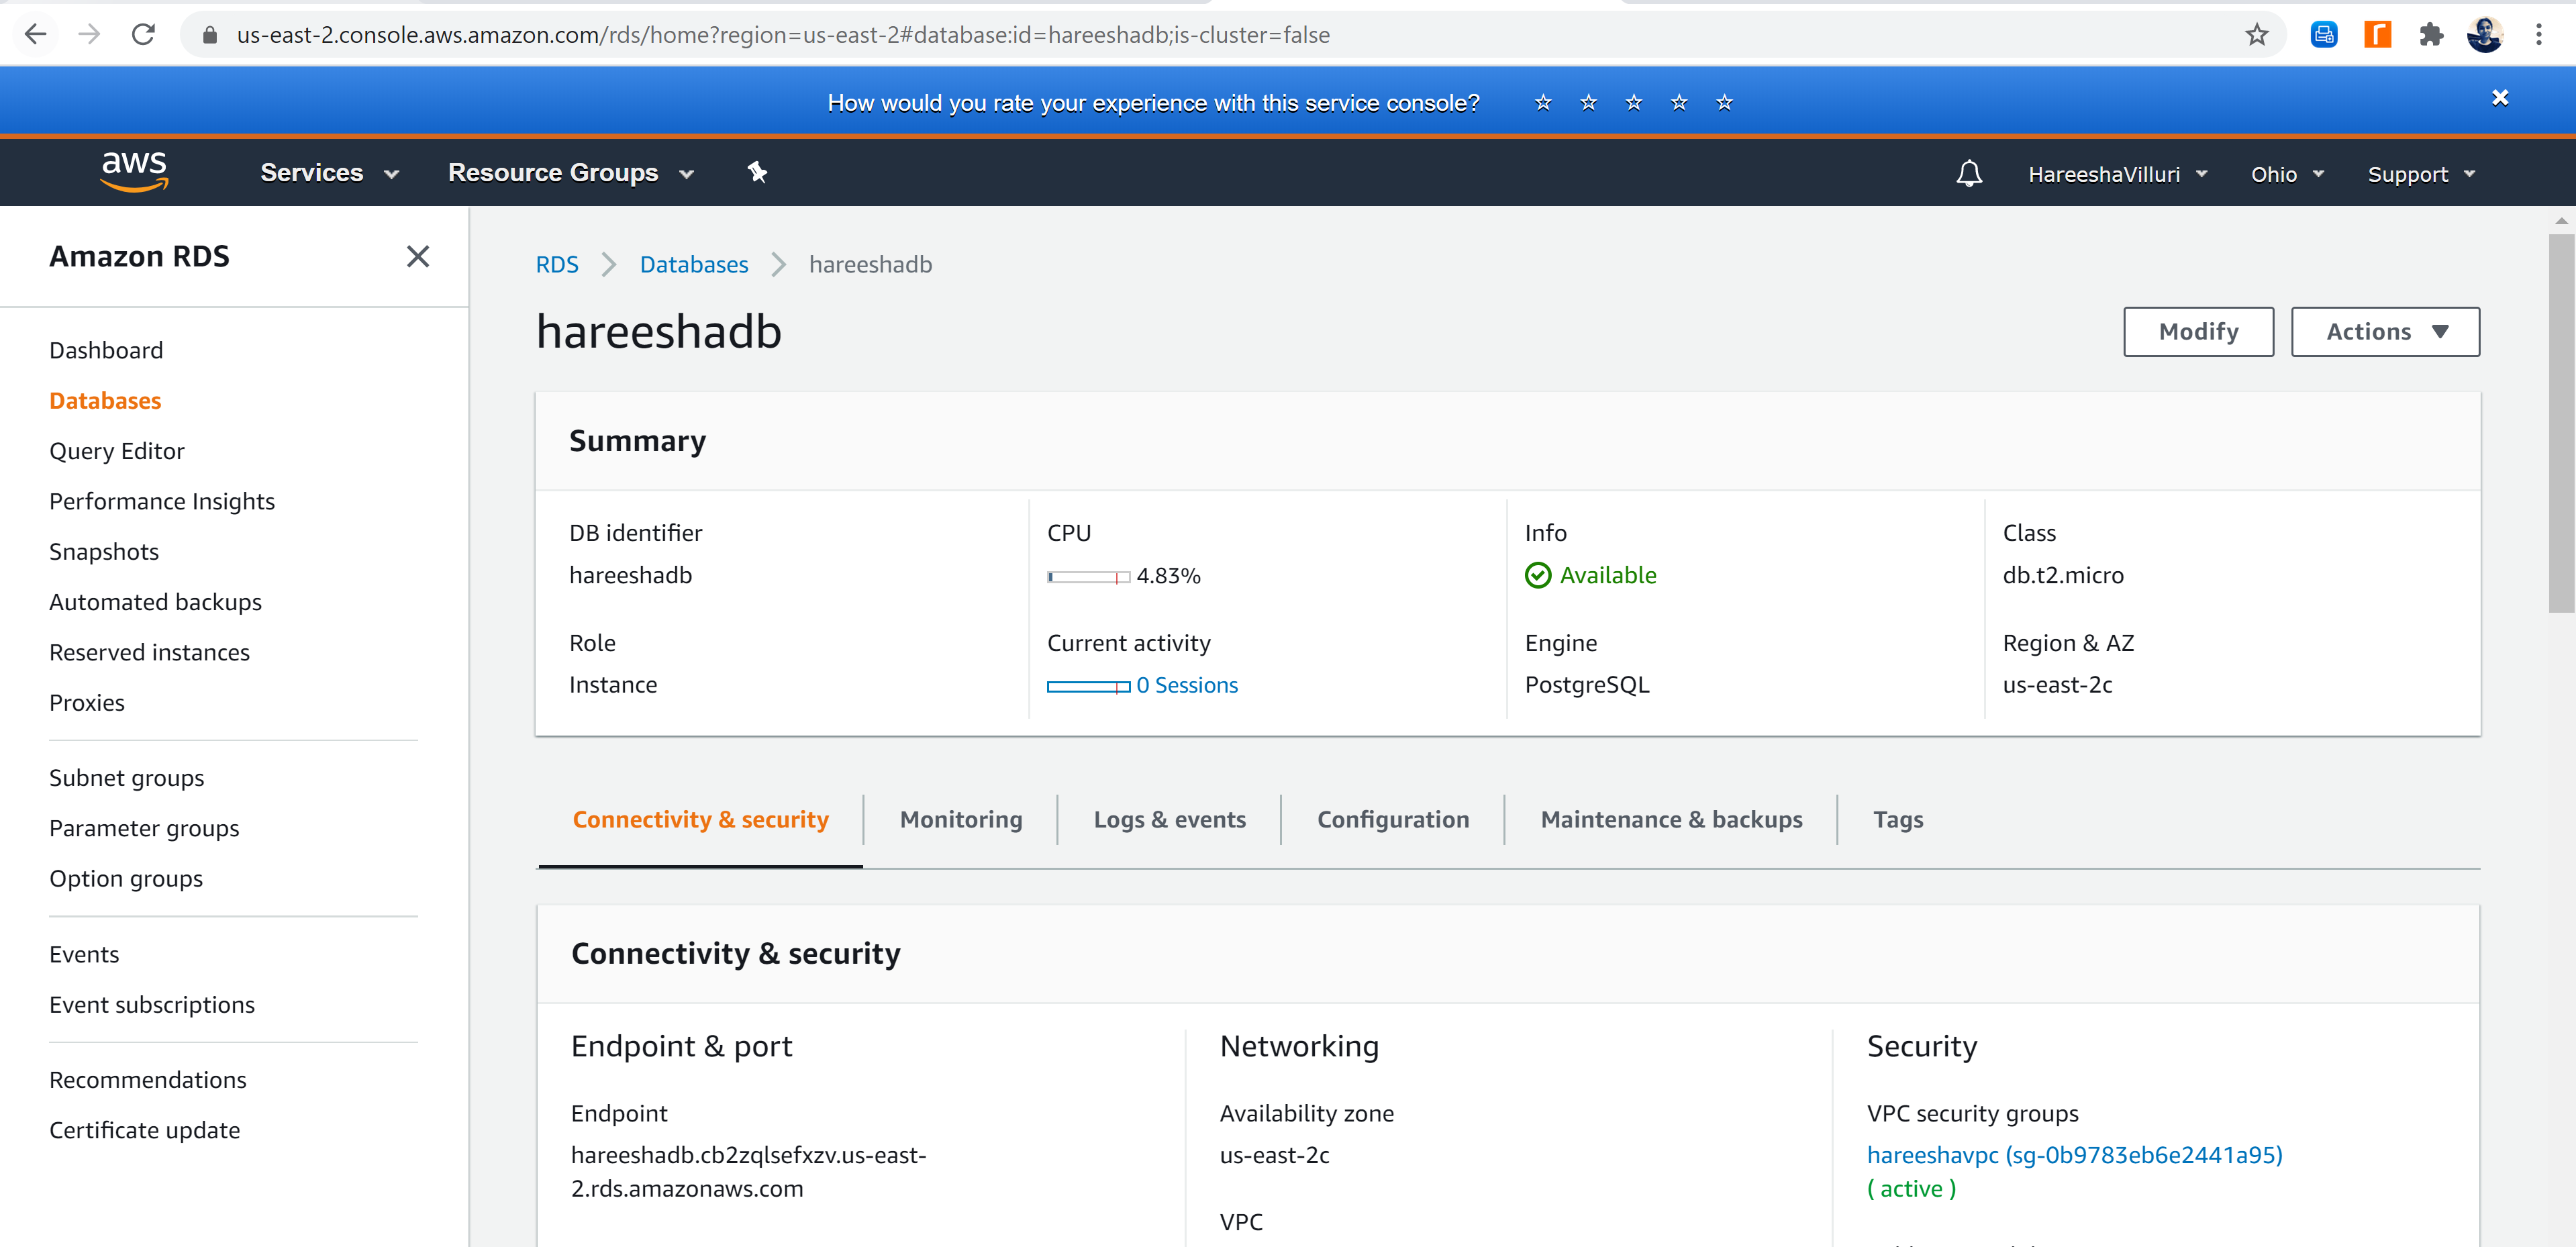 us-east-2.console.aws.amazon.com/rds/home?region=us-east-2#database:id=hareeshadb;is-cluster=false
How would you rate your experience with this service console?
aws
Services
Resource Groups
HareeshaVilluri
Ohio
Support
Amazon RDS
Dashboard
Databases
Query Editor
Performance Insights
Snapshots
Automated backups
Reserved instances
Proxies
Subnet groups
Parameter groups
Option groups
Events
Event subscriptions
Recommendations
Certificate update
RDS
Databases
hareeshadb
hareeshadb
Modify
Actions
Summary
DB identifier
hareeshadb
CPU
4.83%
Info
Available
Class
db.t2.micro
Role
Instance
Current activity
0 Sessions
Engine
PostgreSQL
Region & AZ
us-east-2c
Connectivity & security
Monitoring
Logs & events
Configuration
Maintenance & backups
Tags
Connectivity & security
Endpoint & port
Endpoint
hareeshadb.cb2zqlsefxzv.us-east-
2.rds.amazonaws.com
Networking
Availability zone
us-east-2c
VPC
Security
VPC security groups
hareeshavpc (sg-0b9783eb6e2441a95)
( active )